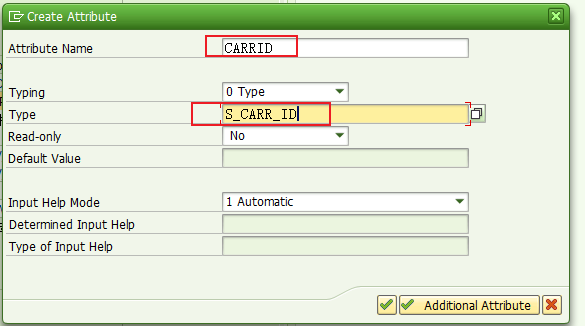 Create Attribute
Attribute Name CARRID
Typing 0 Type
Type S_CARR_ID
Read-only No
Default Value
Input Help Mode 1 Automatic
Determined Input Help
Type of Input Help
Additional Attribute